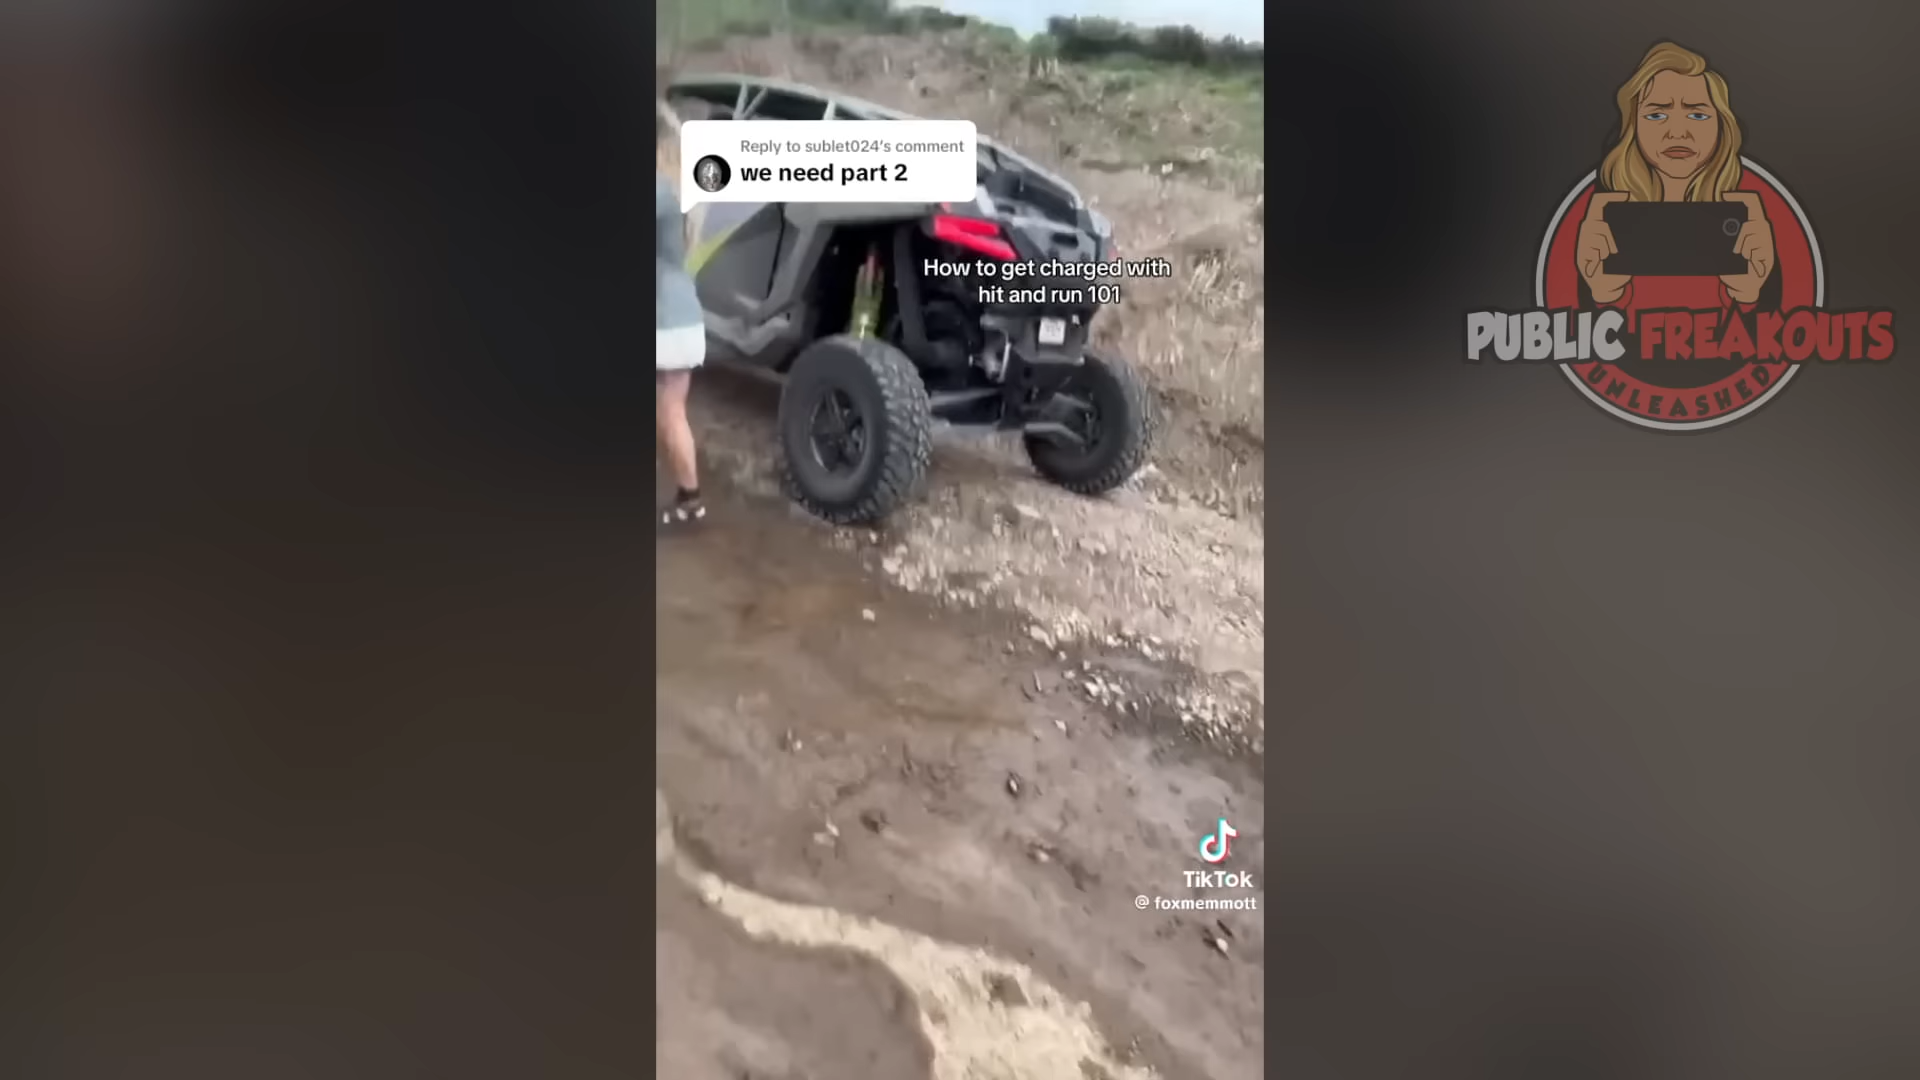 Reply to sublet024's comment
we need part 2
How to get charged with
hit and run 101
PUBLIC FREAKOUTS
UNLEASHED
TikTok
@ foxmemmott